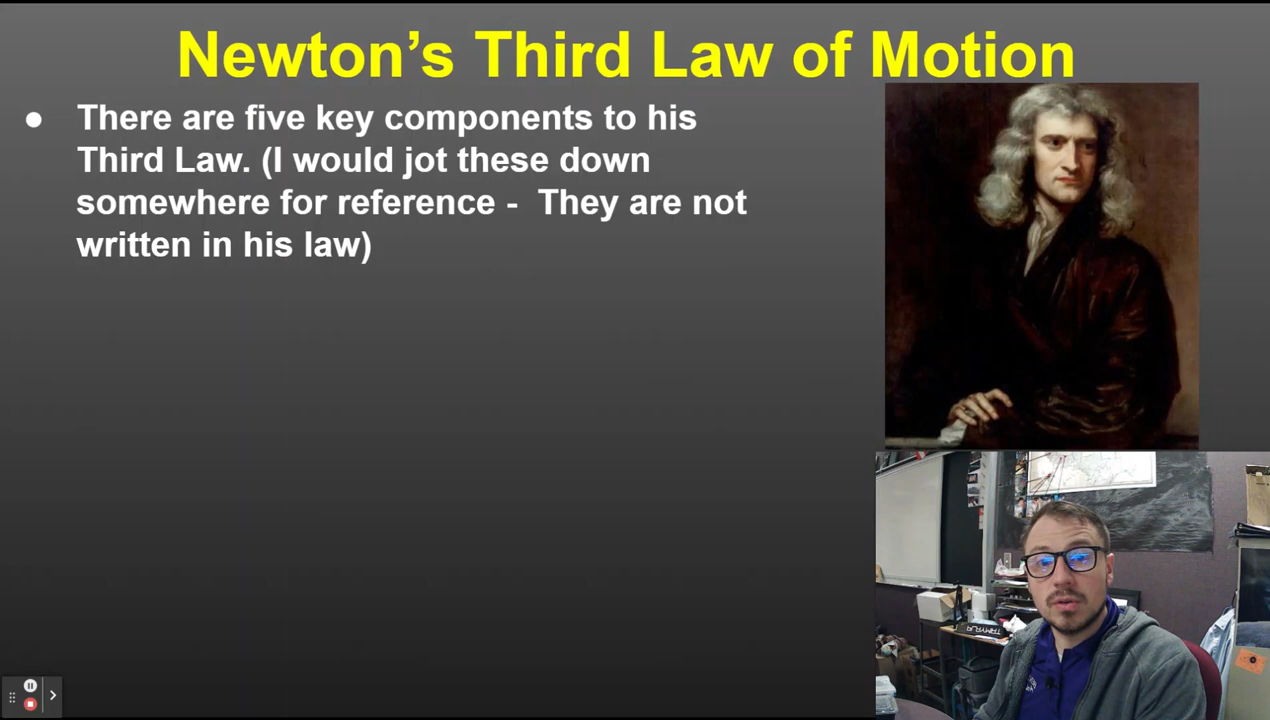 Newton’s Third Law of Motion
● There are five key components to his
Third Law. (I would jot these down
somewhere for reference - They are not
written in his law)